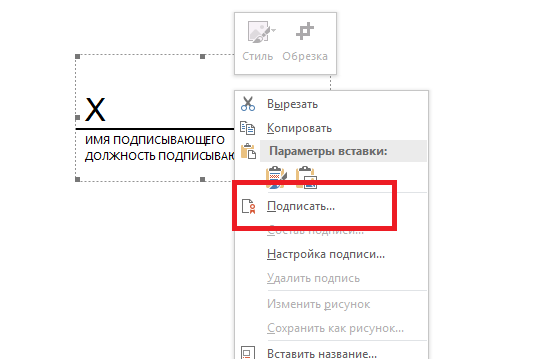 Стиль Обрезка
X
ИМЯ ПОДПИСЫВАЮЩЕГО
ДОЛЖНОСТЬ ПОДПИСЫВАЮ
Вырезать
Копировать
Параметры вставки:
Подписать...
Состав подписи...
Настройка подписи...
Удалить подпись
Изменить рисунок
Сохранить как рисунок...
Вставить название...